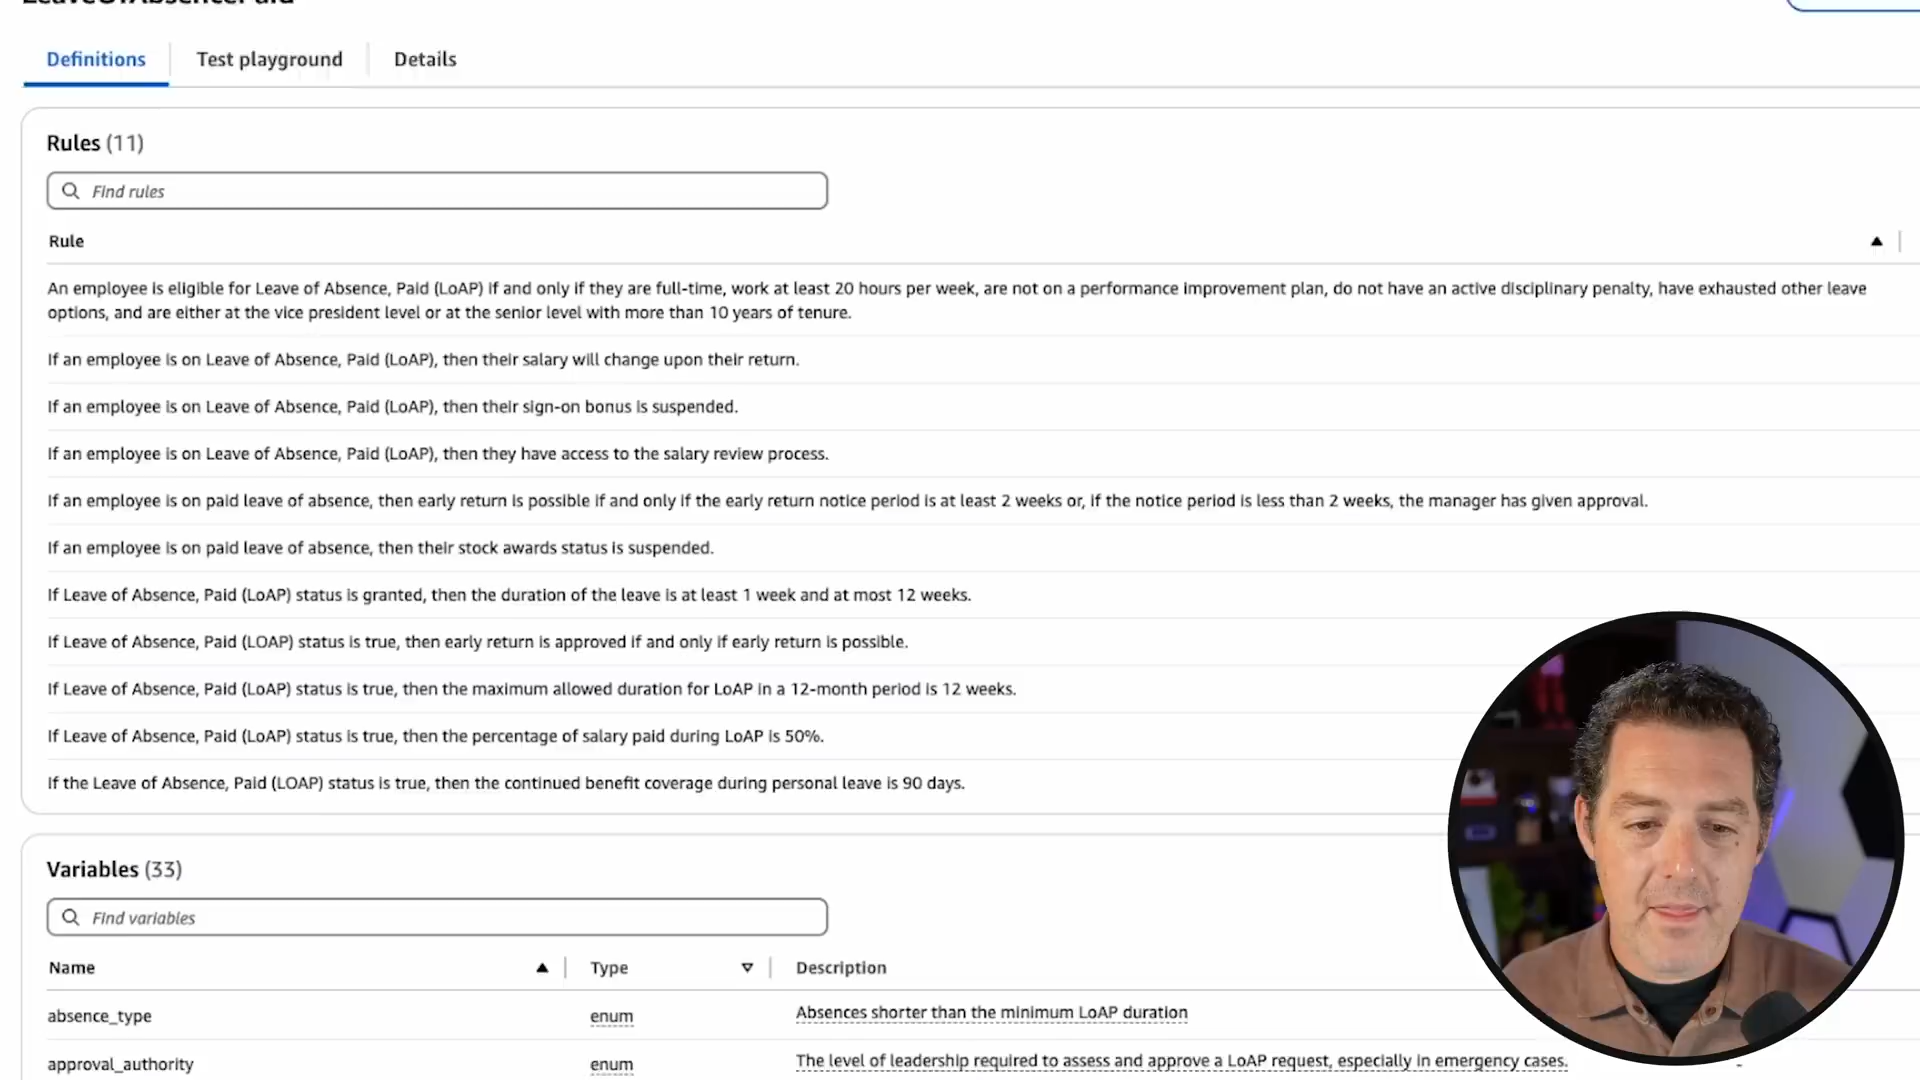 LeaveOfAbsencePaid
Definitions
Test playground
Details
Rules (11)
Find rules
Rule
An employee is eligible for Leave of Absence, Paid (LoAP) if and only if they are full-time, work at least 20 hours per week, are not on a performance improvement plan, do not have an active disciplinary penalty, have exhausted other leave
options, and are either at the vice president level or at the senior level with more than 10 years of tenure.
If an employee is on Leave of Absence, Paid (LoAP), then their salary will change upon their return.
If an employee is on Leave of Absence, Paid (LoAP), then their sign-on bonus is suspended.
If an employee is on Leave of Absence, Paid (LoAP), then they have access to the salary review process.
If an employee is on paid leave of absence, then early return is possible if and only if the early return notice period is at least 2 weeks or, if the notice period is less than 2 weeks, the manager has given approval.
If an employee is on paid leave of absence, then their stock awards status is suspended.
If Leave of Absence, Paid (LoAP) status is granted, then the duration of the leave is at least 1 week and at most 12 weeks.
If Leave of Absence, Paid (LOAP) status is true, then early return is approved if and only if early return is possible.
If Leave of Absence, Paid (LoAP) status is true, then the maximum allowed duration for LoAP in a 12-month period is 12 weeks.
If Leave of Absence, Paid (LoAP) status is true, then the percentage of salary paid during LoAP is 50%.
If the Leave of Absence, Paid (LOAP) status is true, then the continued benefit coverage during personal leave is 90 days.
Variables (33)
Find variables
Name
Type
Description
absence_type
enum
Absences shorter than the minimum LoAP duration
approval_authority
enum
The level of leadership required to assess and approve a LoAP request, especially in emergency cases.